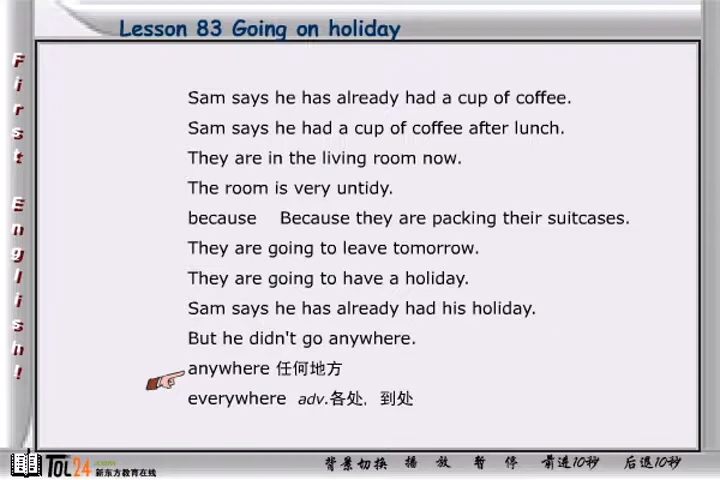 Lesson 83 Going on holiday
First English!
Sam says he has already had a cup of coffee.
Sam says he had a cup of coffee after lunch.
They are in the living room now.
The room is very untidy.
because Because they are packing their suitcases.
They are going to leave tomorrow.
They are going to have a holiday.
Sam says he has already had his holiday.
But he didn't go anywhere.
anywhere 任何地方
everywhere adv.各处，到处
TOL24 新东方教育在线
背景切换 播放 暂停 前进10秒 后退10秒